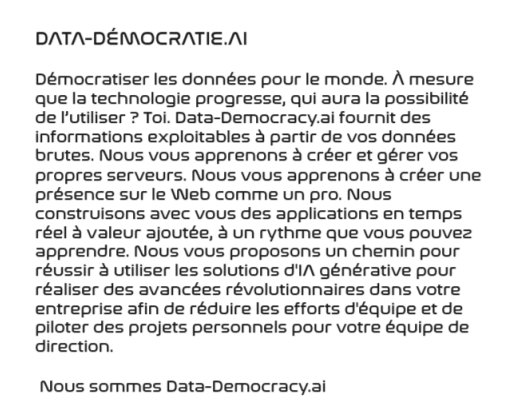 DATA-DÉMOCRATIE.AI
Démocratiser les données pour le monde. À mesure
que la technologie progresse, qui aura la possibilité
de l’utiliser ? Toi. Data-Democracy.ai fournit des
informations exploitables à partir de vos données
brutes. Nous vous apprenons à créer et gérer vos
propres serveurs. Nous vous apprenons à créer une
présence sur le Web comme un pro. Nous
construisons avec vous des applications en temps
réel à valeur ajoutée, à un rythme que vous pouvez
apprendre. Nous vous proposons un chemin pour
réussir à utiliser les solutions d'IA générative pour
réaliser des avancées révolutionnaires dans votre
entreprise afin de réduire les efforts d'équipe et de
piloter des projets personnels pour votre équipe de
direction.
Nous sommes Data-Democracy.ai